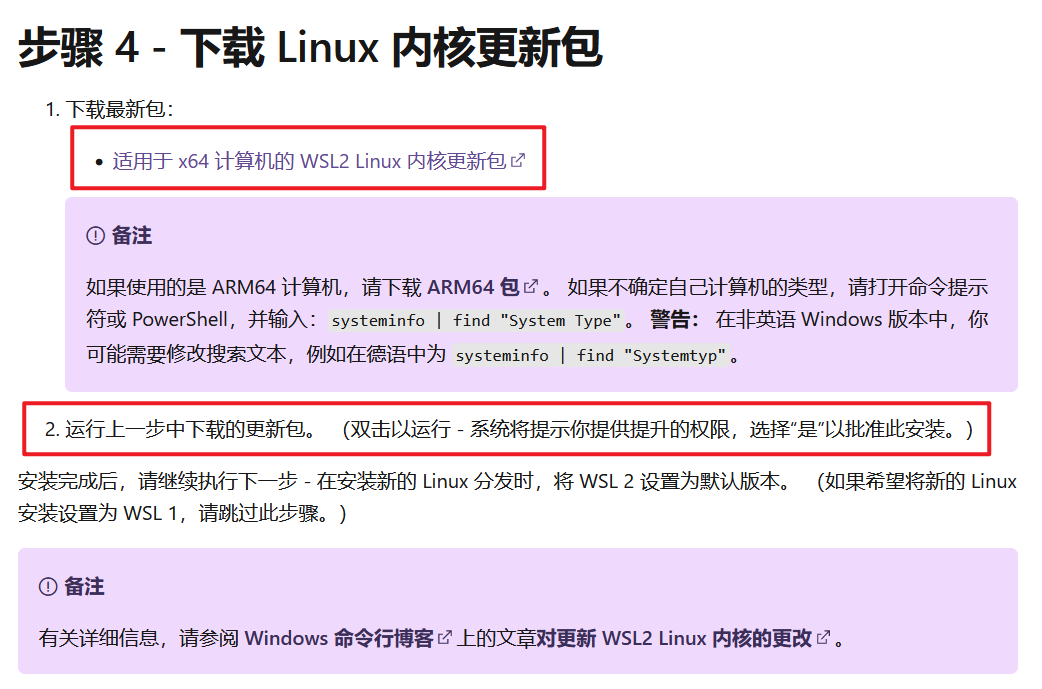 步骤 4 - 下载 Linux 内核更新包
1. 下载最新包：
• 适用于 x64 计算机的 WSL2 Linux 内核更新包
备注
如果使用的是 ARM64 计算机，请下载 ARM64 包。 如果不确定自己计算机的类型，请打开命令提示
符或 PowerShell，并输入：systeminfo | find "System Type"。 警告： 在非英语 Windows 版本中，你
可能需要修改搜索文本，例如在德语中为 systeminfo | find "Systemtyp"。
2. 运行上一步中下载的更新包。 （双击以运行 - 系统将提示你提供提升的权限，选择“是”以批准此安装。）
安装完成后，请继续执行下一步 - 在安装新的 Linux 分发时，将 WSL 2 设置为默认版本。 （如果希望将新的 Linux
安装设置为 WSL 1，请跳过此步骤。）
备注
有关详细信息，请参阅 Windows 命令行博客上的文章对更新 WSL2 Linux 内核的更改。